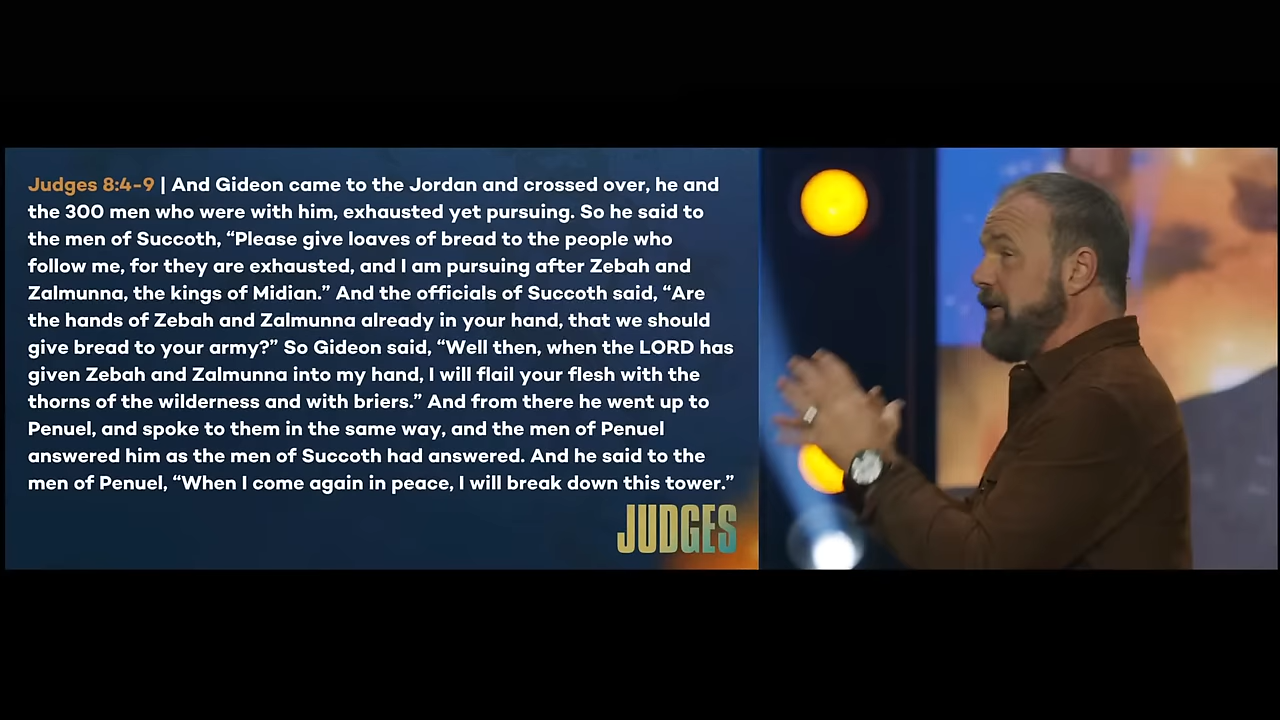 Judges 8:4-9 | And Gideon came to the Jordan and crossed over, he and
the 300 men who were with him, exhausted yet pursuing. So he said to
the men of Succoth, “Please give loaves of bread to the people who
follow me, for they are exhausted, and I am pursuing after Zebah and
Zalmunna, the kings of Midian.” And the officials of Succoth said, “Are
the hands of Zebah and Zalmunna already in your hand, that we should
give bread to your army?” So Gideon said, “Well then, when the LORD has
given Zebah and Zalmunna into my hand, I will flail your flesh with the
thorns of the wilderness and with briers.” And from there he went up to
Penuel, and spoke to them in the same way, and the men of Penuel
answered him as the men of Succoth had answered. And he said to the
men of Penuel, “When I come again in peace, I will break down this tower.”
JUDGES